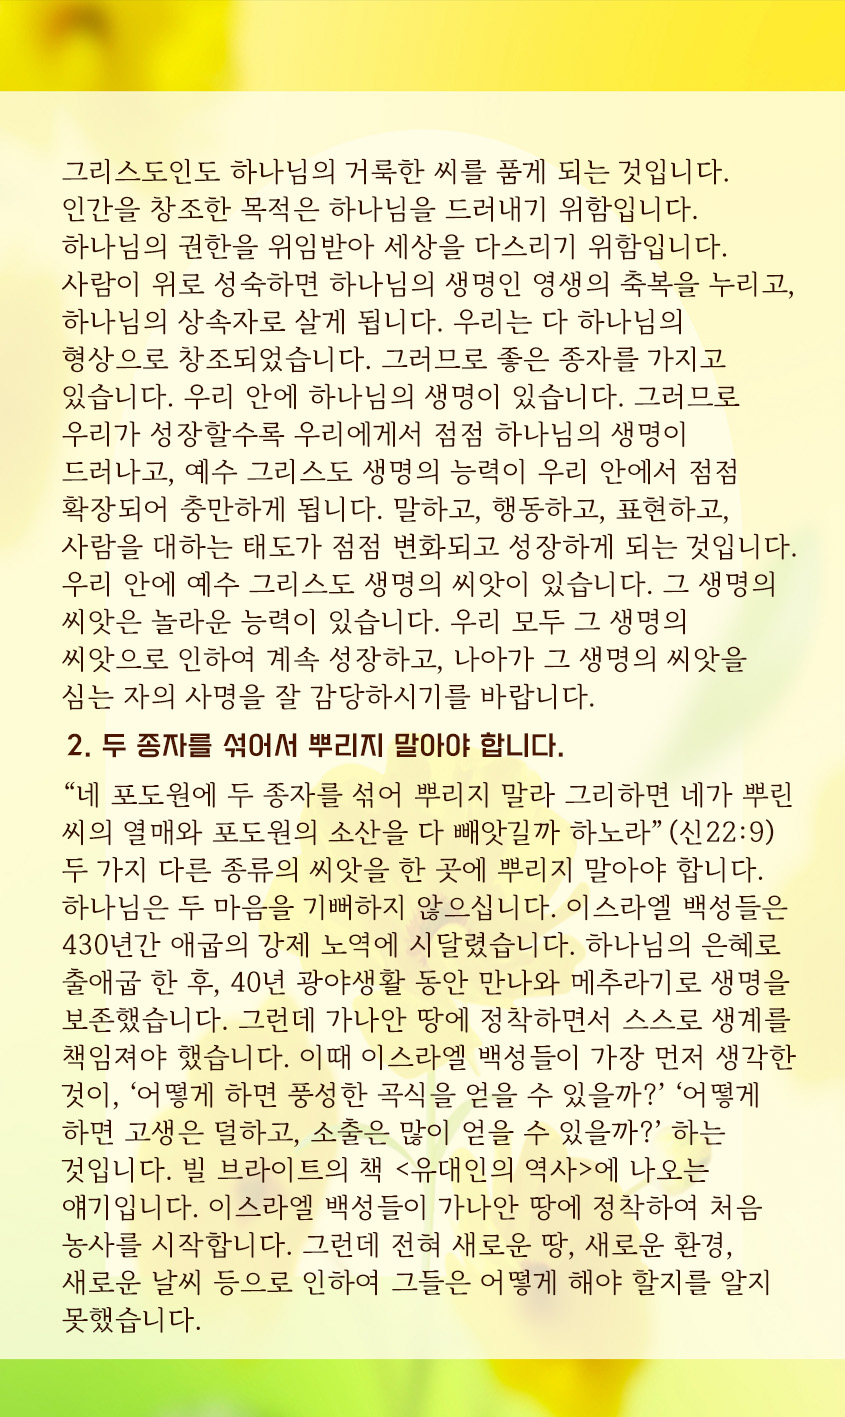 그리스도인도 하나님의 거룩한 씨를 품게 되는 것입니다.
인간을 창조한 목적은 하나님을 드러내기 위함입니다.
하나님의 권한을 위임받아 세상을 다스리기 위함입니다.
사람이 위로 성숙하면 하나님의 생명인 영생의 축복을 누리고,
하나님의 상속자로 살게 됩니다. 우리는 다 하나님의
형상으로 창조되었습니다. 그러므로 좋은 종자를 가지고
있습니다. 우리 안에 하나님의 생명이 있습니다. 그러므로
우리가 성장할수록 우리에게서 점점 하나님의 생명이
드러나고, 예수 그리스도 생명의 능력이 우리 안에서 점점
확장되어 충만하게 됩니다. 말하고, 행동하고, 표현하고,
사람을 대하는 태도가 점점 변화되고 성장하게 되는 것입니다.
우리 안에 예수 그리스도 생명의 씨앗이 있습니다. 그 생명의
씨앗은 놀라운 능력이 있습니다. 우리 모두 그 생명의
씨앗으로 인하여 계속 성장하고, 나아가 그 생명의 씨앗을
심는 자의 사명을 잘 감당하시기를 바랍니다.
2. 두 종자를 섞어서 뿌리지 말아야 합니다.
“네 포도원에 두 종자를 섞어 뿌리지 말라 그리하면 네가 뿌린
씨의 열매와 포도원의 소산을 다 빼앗길까 하노라”(신22:9)
두 가지 다른 종류의 씨앗을 한 곳에 뿌리지 말아야 합니다.
하나님은 두 마음을 기뻐하지 않으십니다. 이스라엘 백성들은
430년간 애굽의 강제 노역에 시달렸습니다. 하나님의 은혜로
출애굽 한 후, 40년 광야생활 동안 만나와 메추라기로 생명을
보존했습니다. 그런데 가나안 땅에 정착하면서 스스로 생계를
책임져야 했습니다. 이때 이스라엘 백성들이 가장 먼저 생각한
것이, ‘어떻게 하면 풍성한 곡식을 얻을 수 있을까?’ ‘어떻게
하면 고생은 덜하고, 소출은 많이 얻을 수 있을까?’ 하는
것입니다. 빌 브라이트의 책 <유대인의 역사>에 나오는
얘기입니다. 이스라엘 백성들이 가나안 땅에 정착하여 처음
농사를 시작합니다. 그런데 전혀 새로운 땅, 새로운 환경,
새로운 날씨 등으로 인하여 그들은 어떻게 해야 할지를 알지
못했습니다.